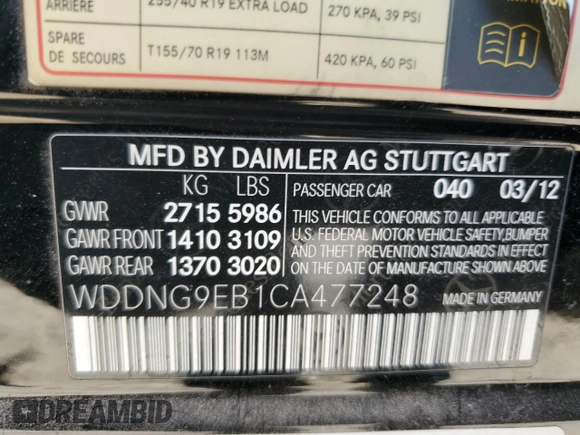 ARRIERE 255/40 R19 EXTRA LOAD 270 KPA, 39 PSI
SPARE
DE SECOURS T155/70 R19 113M 420 KPA, 60 PSI
MFD BY DAIMLER AG STUTTGART
KG LBS PASSENGER CAR 040 03/12
GVWR 2715 5986
GAWR FRONT 1410 3109
GAWR REAR 1370 3020
THIS VEHICLE CONFORMS TO ALL APPLICABLE
U.S. FEDERAL MOTOR VEHICLE SAFETY, BUMPER
AND THEFT PREVENTION STANDARDS IN EFFECT
ON THE DATE OF MANUFACTURE SHOWN ABOVE.
WDDNG9EB1CA477248 MADE IN GERMANY
DREAMBID